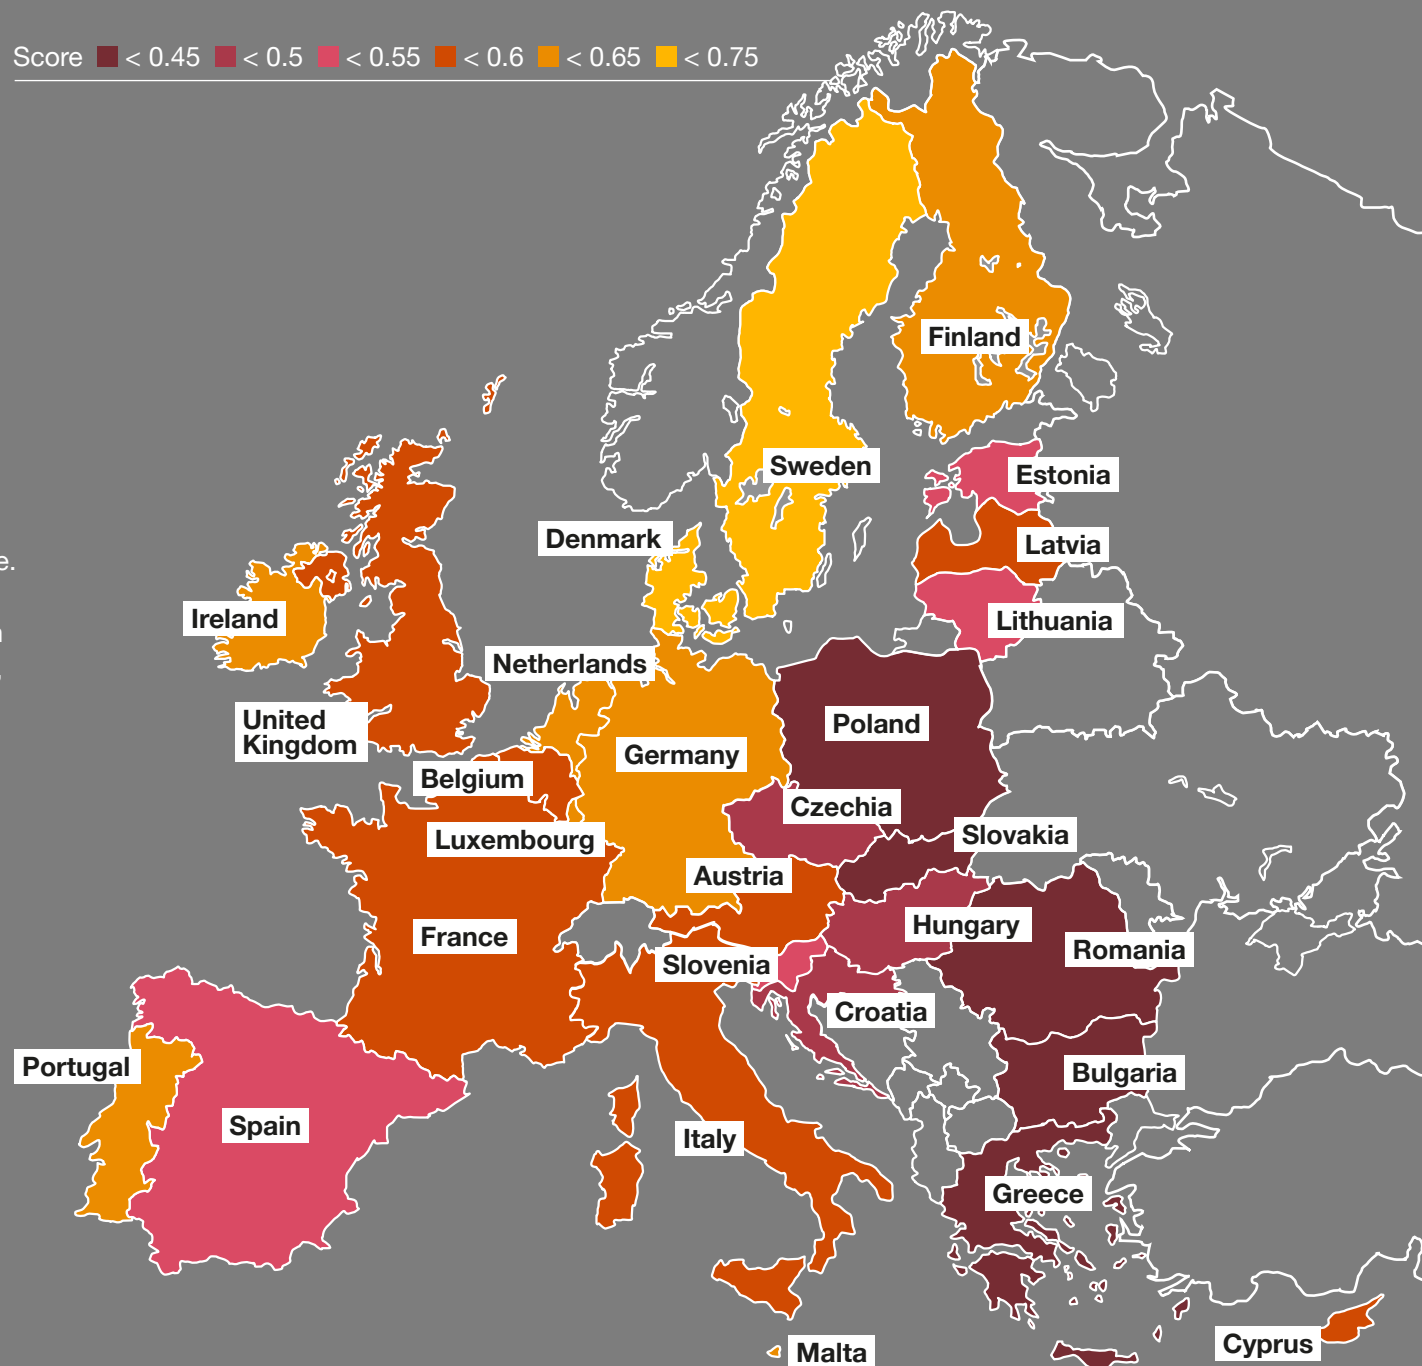 Score < 0.45 < 0.5 < 0.55 < 0.6 < 0.65 < 0.75
Finland
Sweden
Estonia
Denmark
Latvia
e.
Ireland
Lithuania
Netherlands
United
Kingdom
Poland
Germany
Belgium
Czechia
Luxembourg
Slovakia
Austria
France
Hungary
Romania
Slovenia
Croatia
Portugal
Bulgaria
Spain
Italy
Greece
Cyprus
Malta